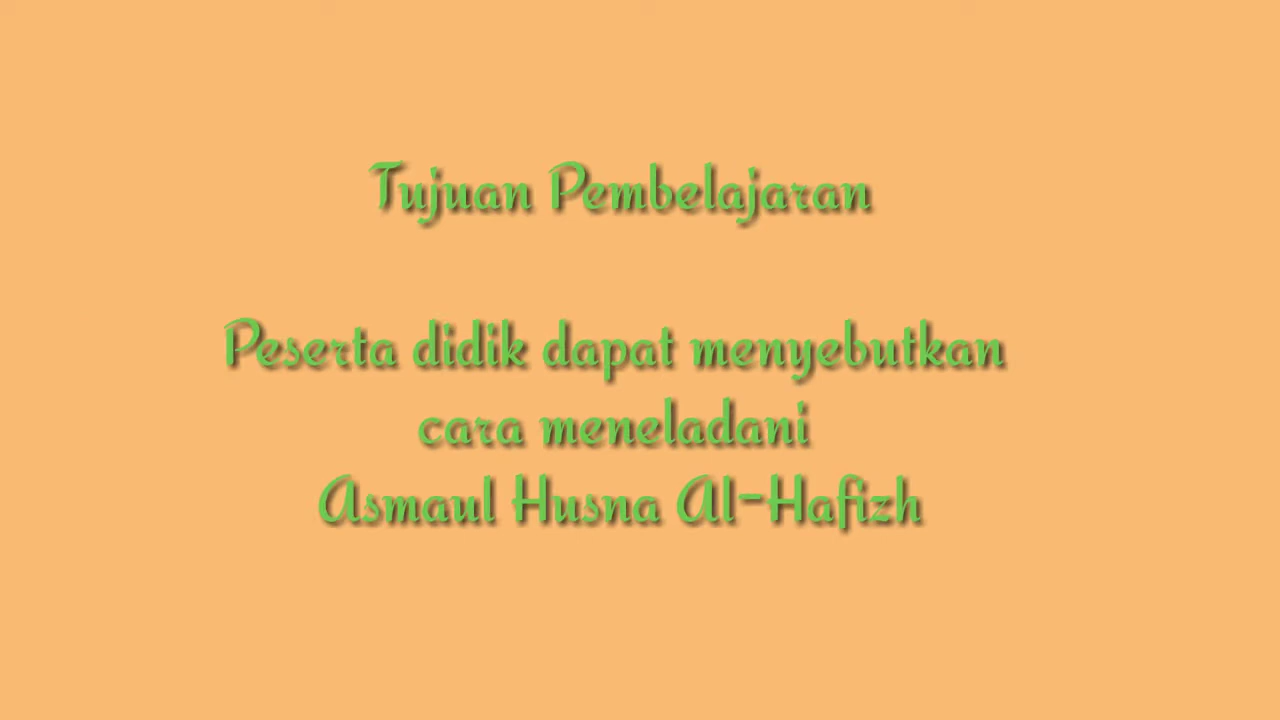 Tujuan Pembelajaran
Peserta didik dapat menyebutkan
cara meneladani
Asmaul Husna Al-Hafizh